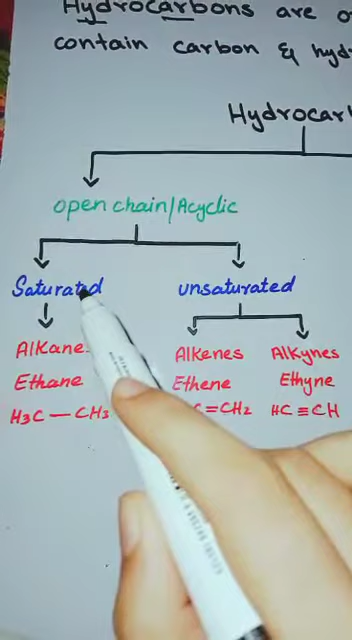 Hydrocarbons are
contain carbon &
Hydrocar
open chain/Acyclic
Saturated unsaturated
Alkane Alkenes Alkynes
Ethane Ethene Ethyne
H3C — CH3 =CH2 HC ≡ CH